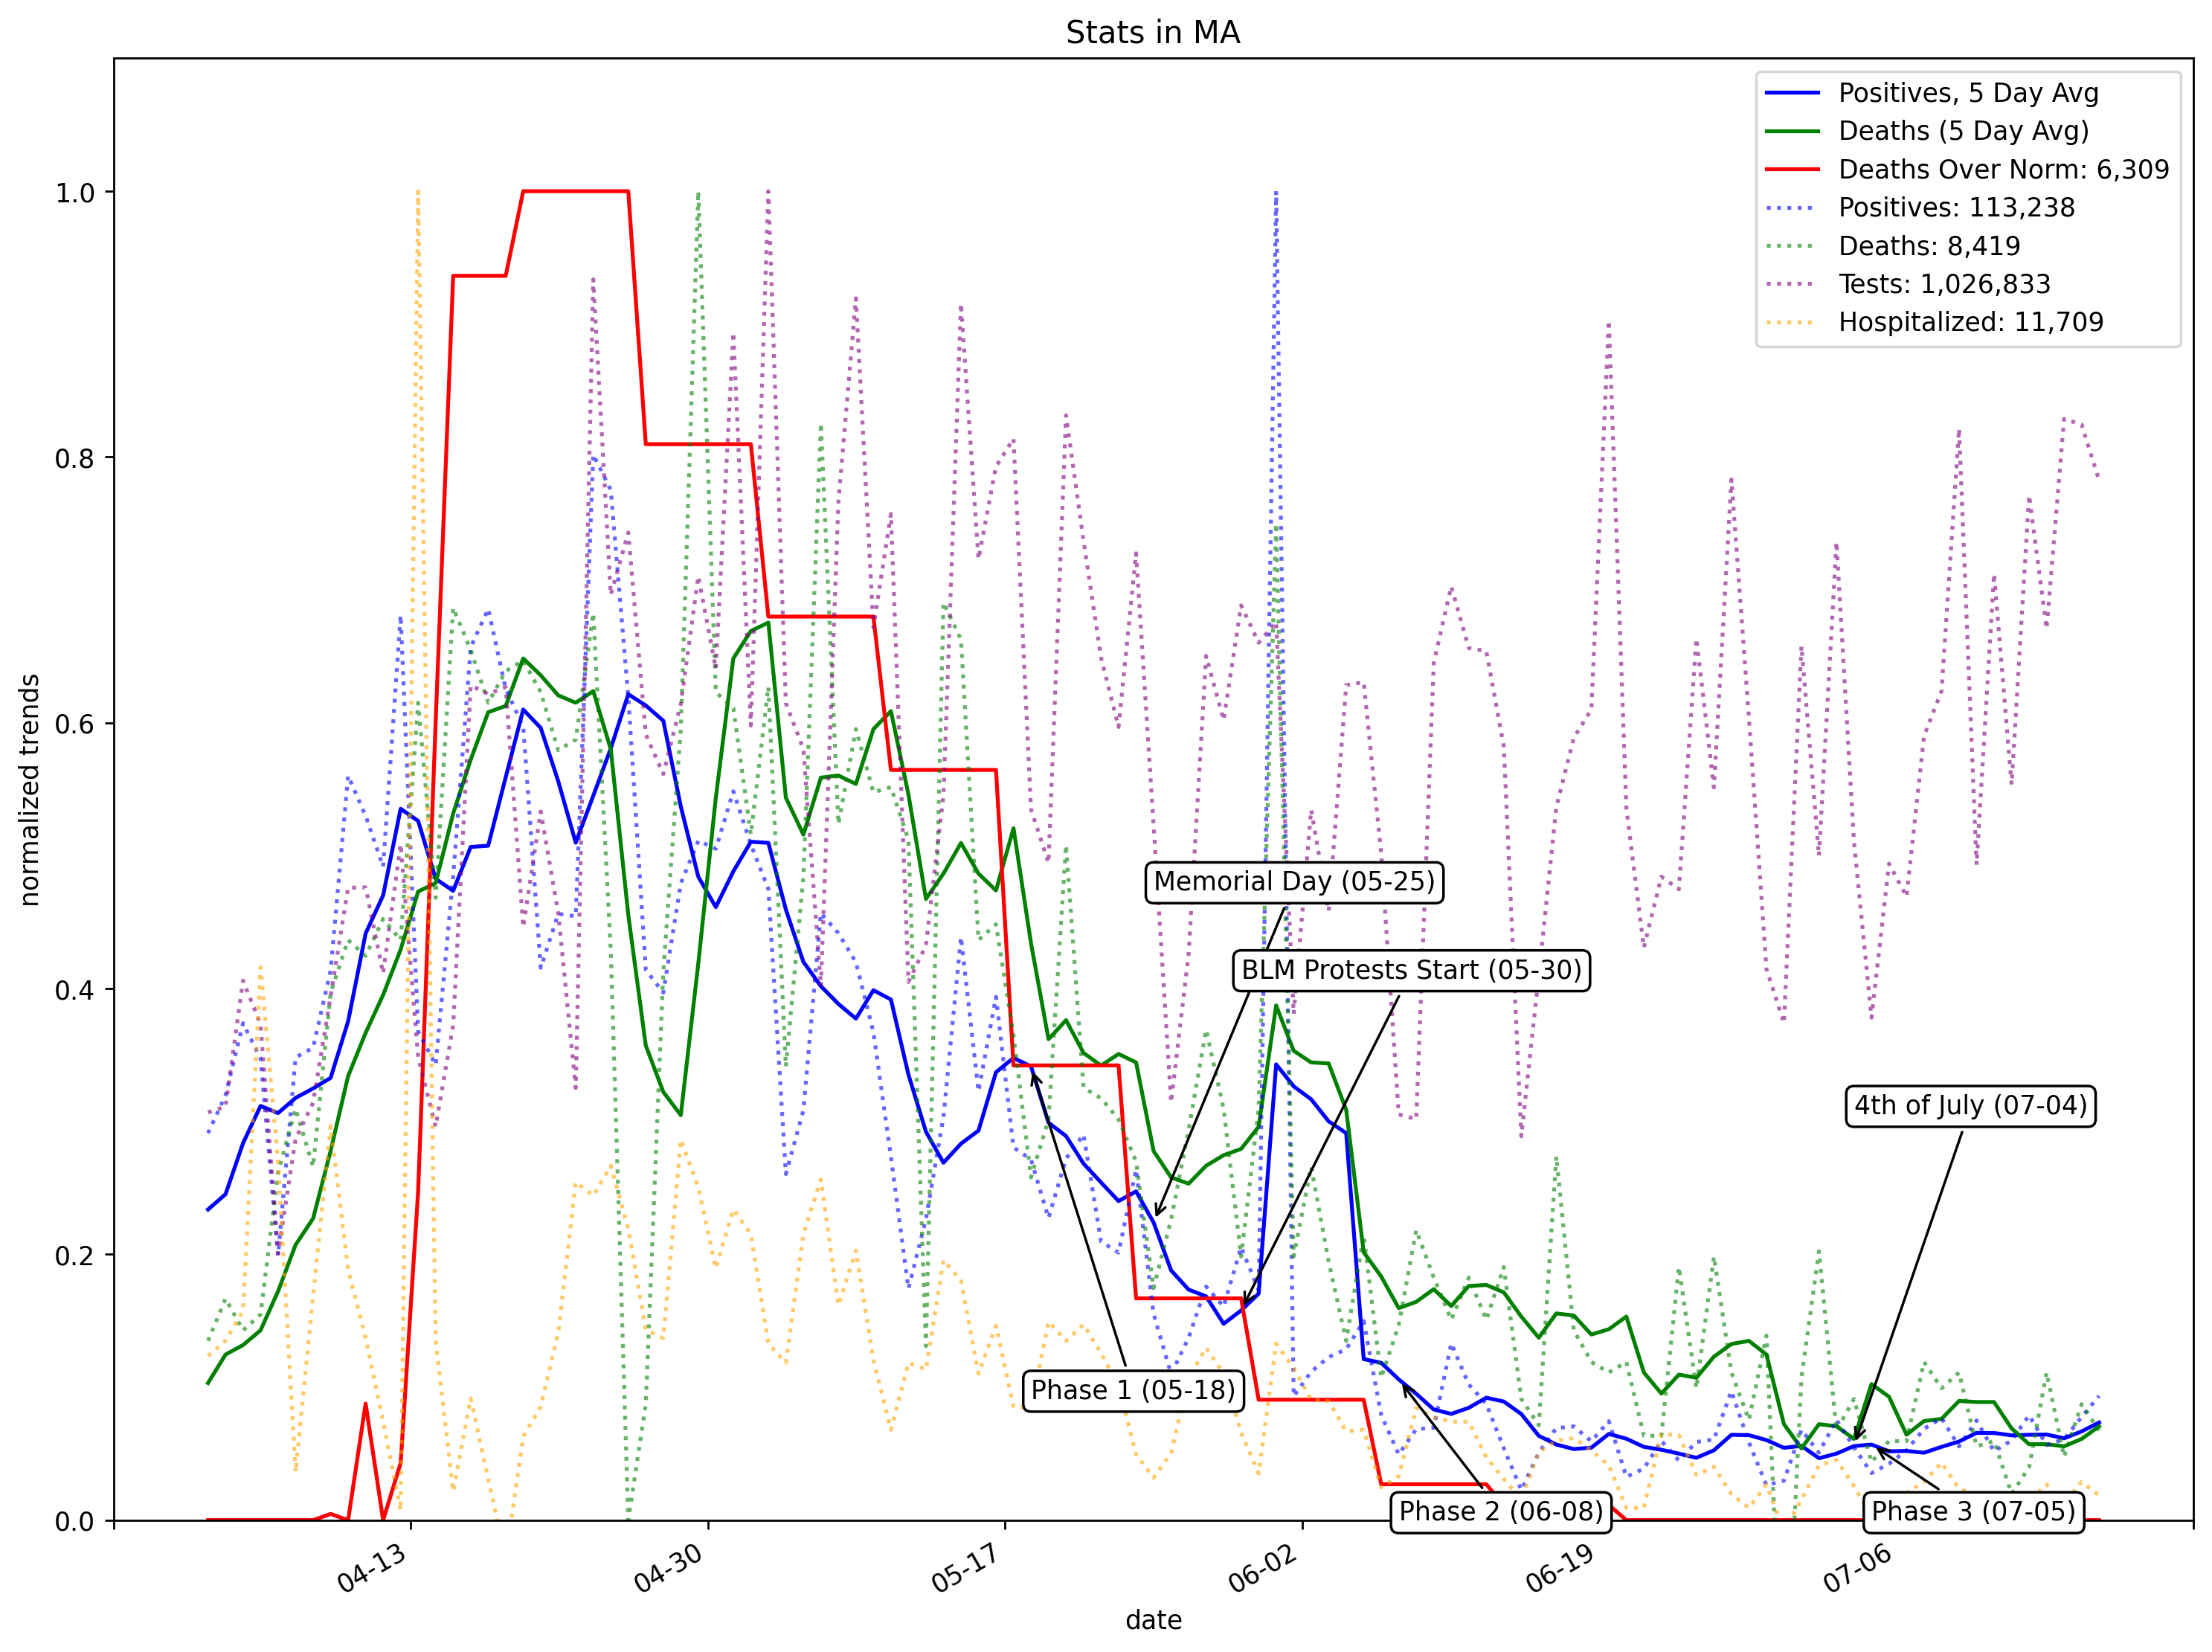 Stats in MA
Positives, 5 Day Avg
Deaths (5 Day Avg)
Deaths Over Norm: 6,309
Positives: 113,238
Deaths: 8,419
Tests: 1,026,833
Hospitalized: 11,709
normalized trends
1.0
0.8
0.6
0.4
0.2
0.0
Memorial Day (05-25)
BLM Protests Start (05-30)
4th of July (07-04)
Phase 1 (05-18)
Phase 2 (06-08)
Phase 3 (07-05)
04-13
04-30
05-17
06-02
06-19
07-06
date